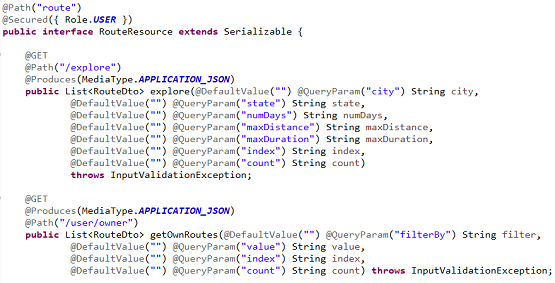 @Path("route")
@Secured({ Role.USER })
public interface RouteResource extends Serializable {
@GET
@Path("/explore")
@Produces(MediaType.APPLICATION_JSON)
public List<RouteDto> explore(@DefaultValue("") @QueryParam("city") String city,
@DefaultValue("") @QueryParam("state") String state,
@DefaultValue("") @QueryParam("numDays") String numDays,
@DefaultValue("") @QueryParam("maxDistance") String maxDistance,
@DefaultValue("") @QueryParam("maxDuration") String maxDuration,
@DefaultValue("") @QueryParam("index") String index,
@DefaultValue("") @QueryParam("count") String count)
throws InputValidationException;
@GET
@Produces(MediaType.APPLICATION_JSON)
@Path("/user/owner")
public List<RouteDto> getOwnRoutes(@DefaultValue("") @QueryParam("filterBy") String filter,
@DefaultValue("") @QueryParam("value") String value,
@DefaultValue("") @QueryParam("index") String index,
@DefaultValue("") @QueryParam("count") String count) throws InputValidationException;